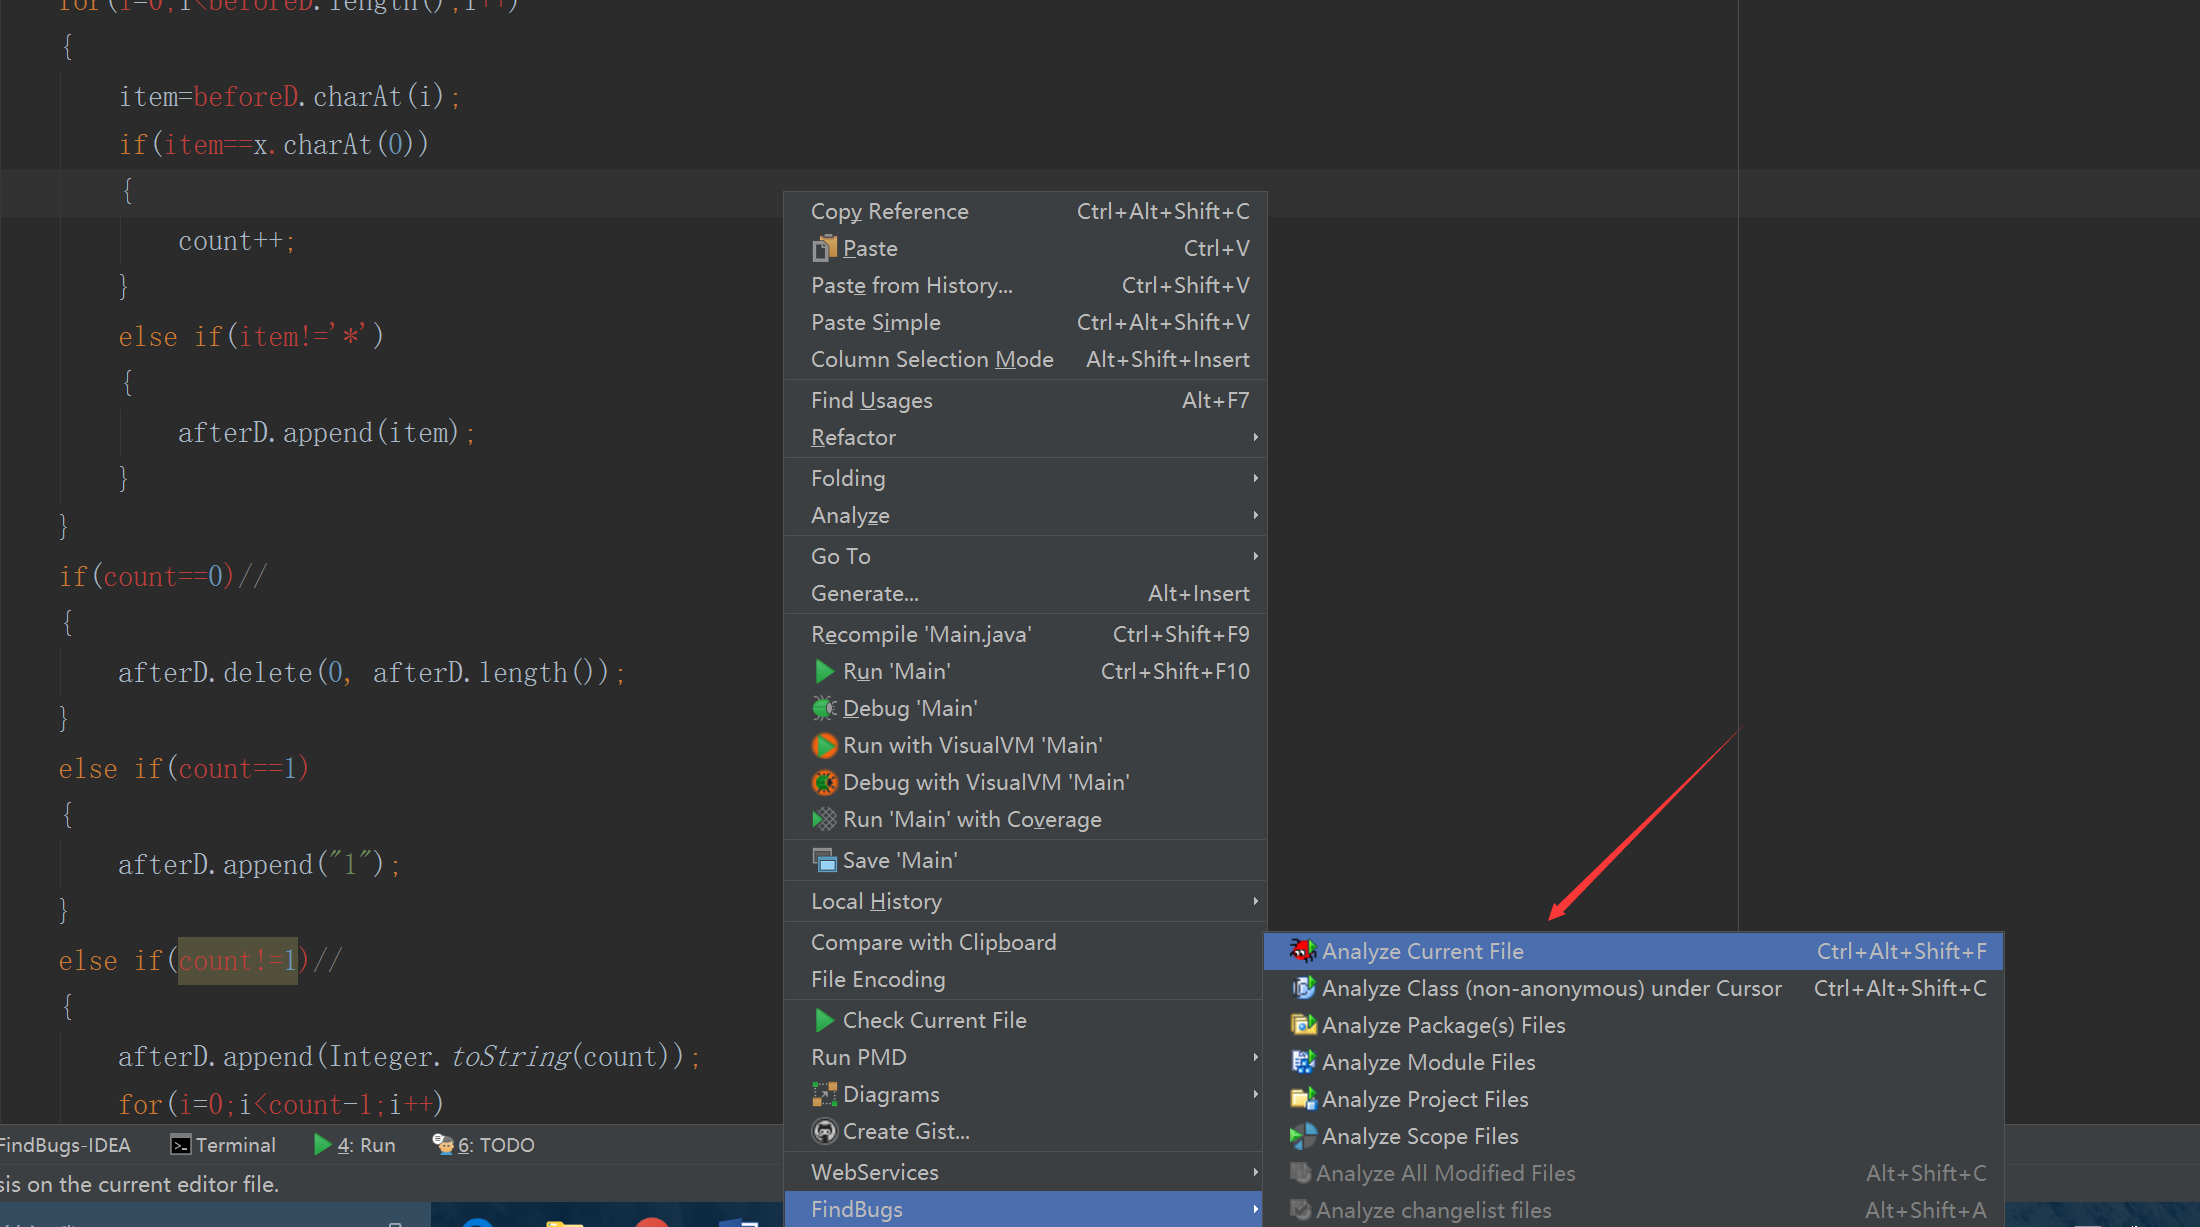 for(i=0;i<beforeD.length();i++)
{
item=beforeD.charAt(i);
if(item==x.charAt(0))
{
count++;
}
else if(item!='*')
{
afterD.append(item);
}
}
if(count==0)//
{
afterD.delete(0, afterD.length());
}
else if(count==1)
{
afterD.append("1");
}
else if(count!=1)//
{
afterD.append(Integer.toString(count));
for(i=0;i<count-1;i++)
Copy Reference Ctrl+Alt+Shift+C
Paste Ctrl+V
Paste from History... Ctrl+Shift+V
Paste Simple Ctrl+Alt+Shift+V
Column Selection Mode Alt+Shift+Insert
Find Usages Alt+F7
Refactor
Folding
Analyze
Go To
Generate... Alt+Insert
Recompile 'Main.java' Ctrl+Shift+F9
Run 'Main' Ctrl+Shift+F10
Debug 'Main'
Run with VisualVM 'Main'
Debug with VisualVM 'Main'
Run 'Main' with Coverage
Save 'Main'
Local History
Compare with Clipboard
File Encoding
Check Current File
Run PMD
Diagrams
Create Gist...
WebServices
FindBugs
Analyze Current File Ctrl+Alt+Shift+F
Analyze Class (non-anonymous) under Cursor Ctrl+Alt+Shift+C
Analyze Package(s) Files
Analyze Module Files
Analyze Project Files
Analyze Scope Files
Analyze All Modified Files Alt+Shift+C
Analyze changelist files Alt+Shift+A
FindBugs-IDEA Terminal 4: Run 6: TODO
sis on the current editor file.